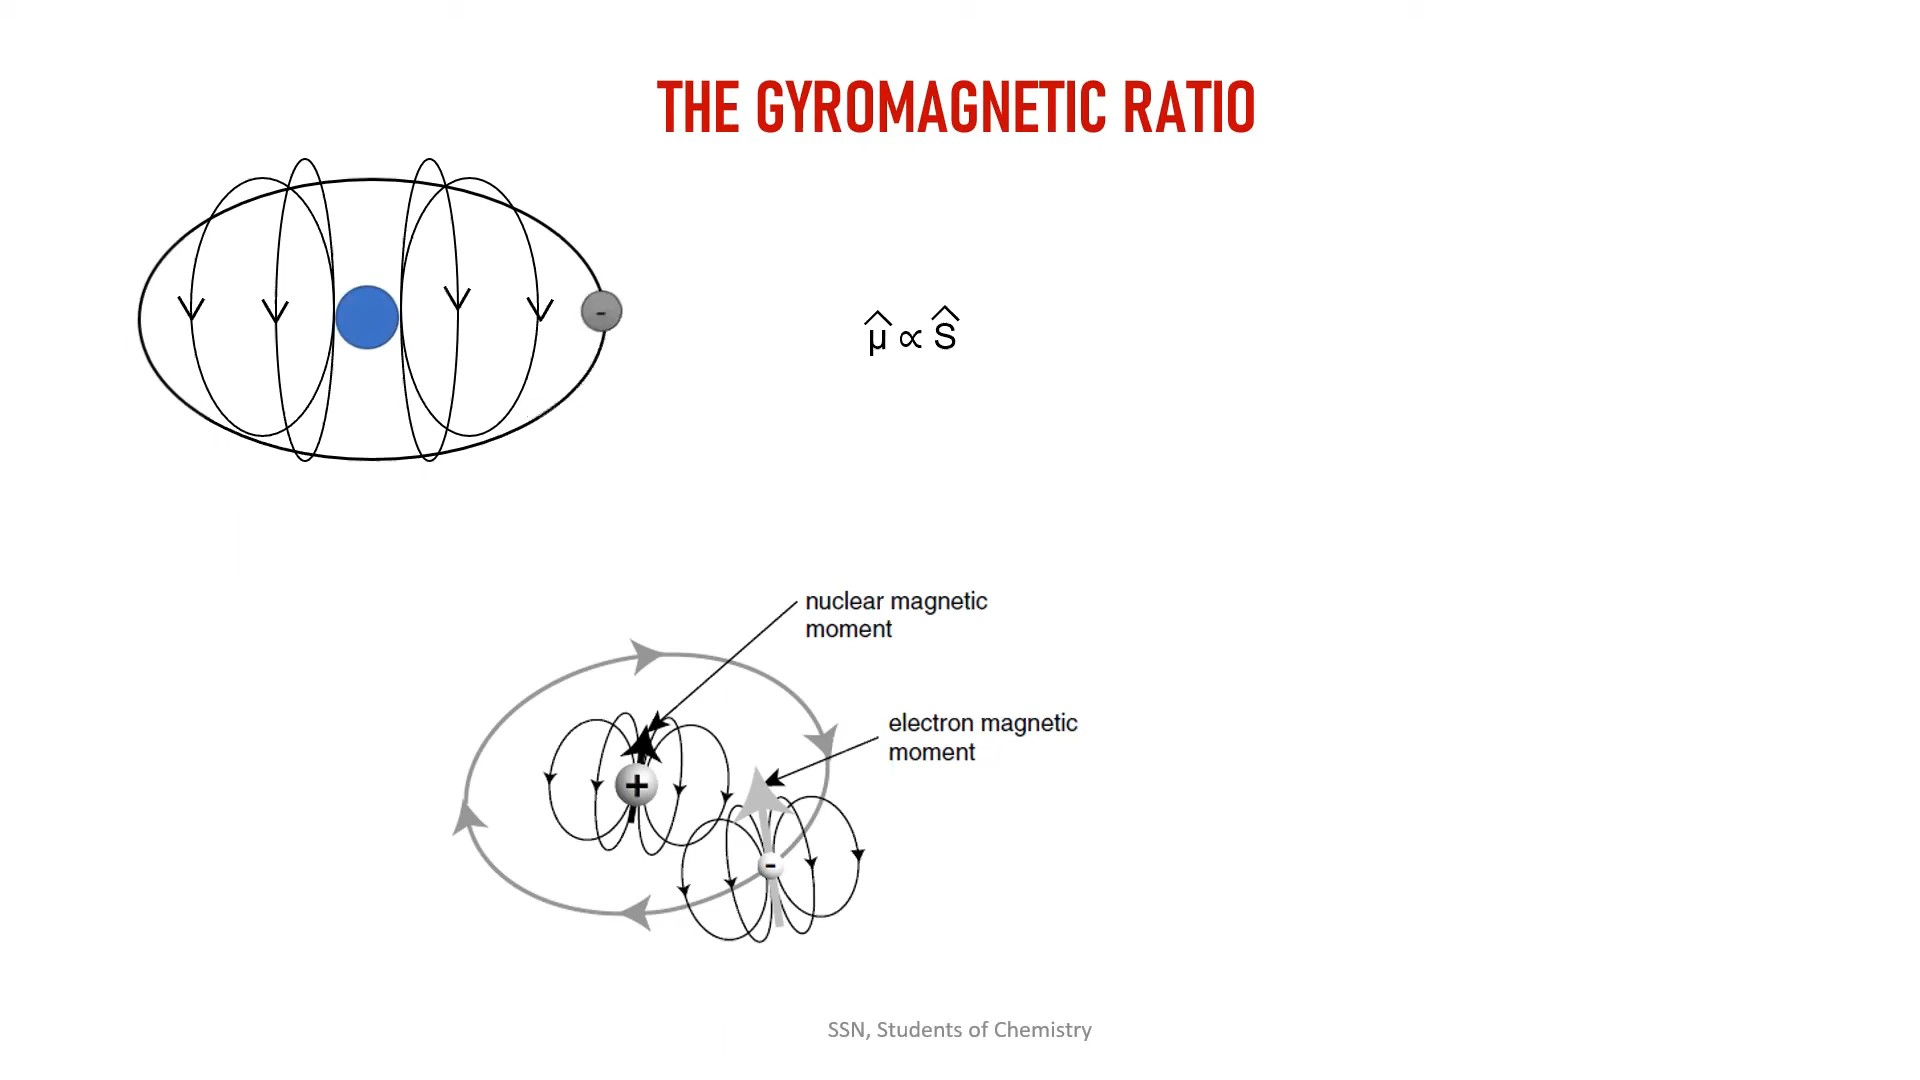 THE GYROMAGNETIC RATIO
-
μ̂ ∝ Ŝ
nuclear magnetic
moment
electron magnetic
moment
+
-
SSN, Students of Chemistry